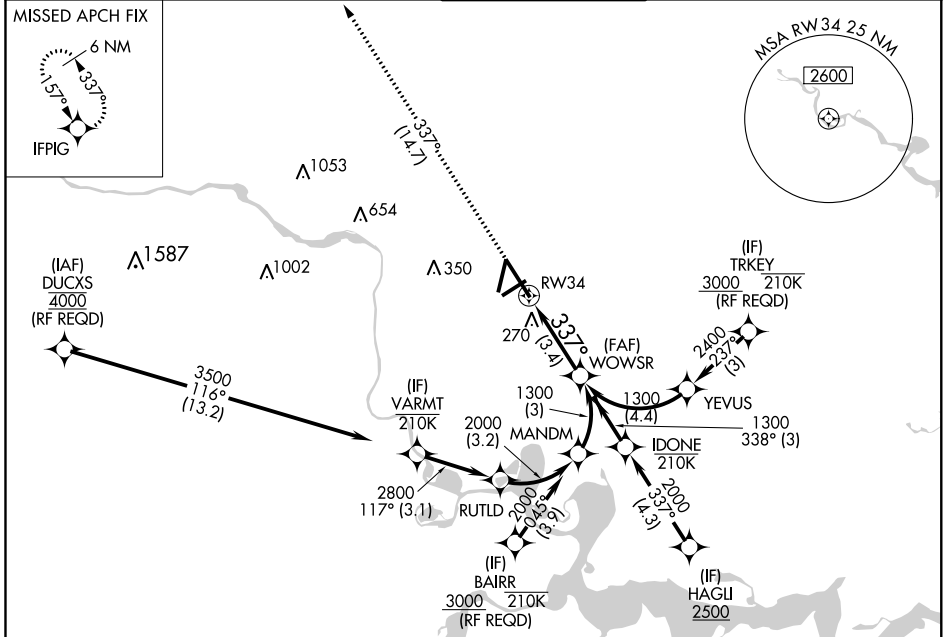 MISSED APCH FIX
6 NM
157°
337°
IFPIG
MSA RW34 25 NM
2600
337°
(14.7)
1053
654
1587
1002
350
(IAF)
DUCXS
4000
(RF REQD)
RW34
270
337°
(3.4)
(FAF)
WOWSR
(IF)
TRKEY
3000 210K
(RF REQD)
2400
237°
(3)
YEVUS
3500
116°
(13.2)
(IF)
VARMT
210K
1300
(3)
1300
(4.4)
1300
338° (3)
2000
(3.2)
MANDM
IDONE
210K
2800
117° (3.1)
RUTLD
2000
045°
(3.9)
2000
337°
(4.3)
(IF)
BAIRR
3000 210K
(RF REQD)
(IF)
HAGLI
2500